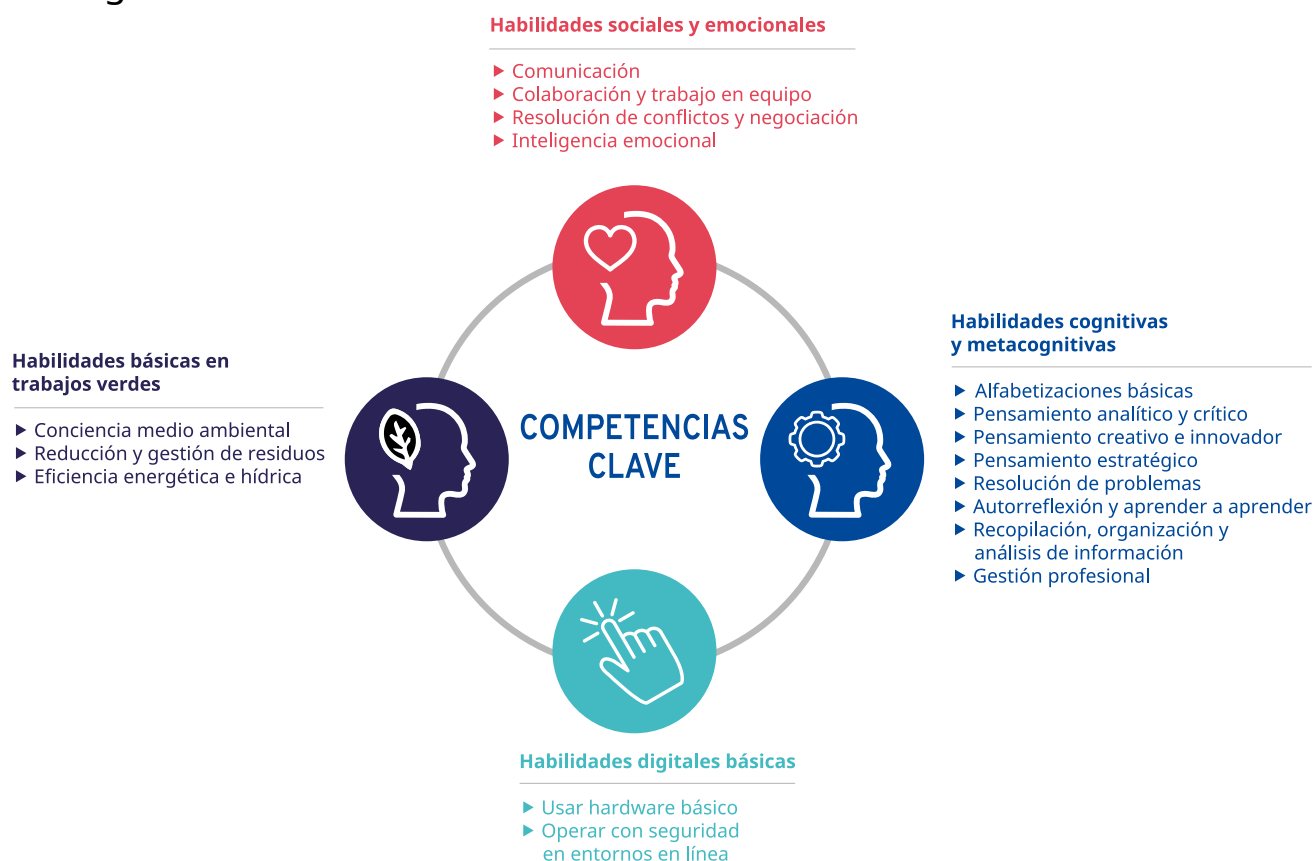 Habilidades sociales y emocionales
▶ Comunicación
▶ Colaboración y trabajo en equipo
▶ Resolución de conflictos y negociación
▶ Inteligencia emocional
Habilidades cognitivas
y metacognitivas
▶ Alfabetizaciones básicas
▶ Pensamiento analítico y crítico
▶ Pensamiento creativo e innovador
▶ Pensamiento estratégico
▶ Resolución de problemas
▶ Autorreflexión y aprender a aprender
▶ Recopilación, organización y
análisis de información
▶ Gestión profesional
Habilidades básicas en
trabajos verdes
▶ Conciencia medio ambiental
▶ Reducción y gestión de residuos
▶ Eficiencia energética e hídrica
COMPETENCIAS
CLAVE
Habilidades digitales básicas
▶ Usar hardware básico
▶ Operar con seguridad
en entornos en línea